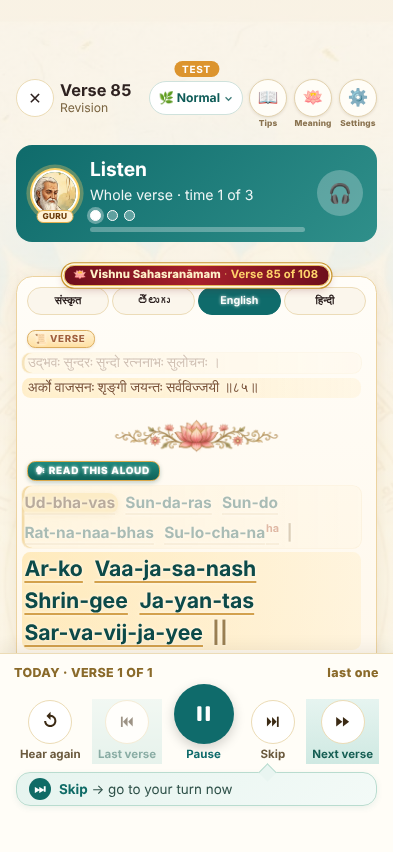 TEST
✕ Verse 85
Revision
🌿 Normal
Tips
Meaning
Settings
Listen
Whole verse · time 1 of 3
GURU
🪷 Vishnu Sahasranāmam · Verse 85 of 108
संस्कृत తెలుగు English हिन्दी
📜 VERSE
उद्भवः सुन्दरः सुन्दो रत्ननाभः सुलोचनः ।
अर्को वाजसनः शृङ्गी जयन्तः सर्वविज्जयी ॥८५॥
🗣 READ THIS ALOUD
Ud-bha-vas Sun-da-ras Sun-do
Rat-na-naa-bhas Su-lo-cha-na ha |
Ar-ko Vaa-ja-sa-nash
Shrin-gee Ja-yan-tas
Sar-va-vij-ja-yee ||
TODAY · VERSE 1 OF 1 last one
Hear again Last verse Pause Skip Next verse
Skip → go to your turn now